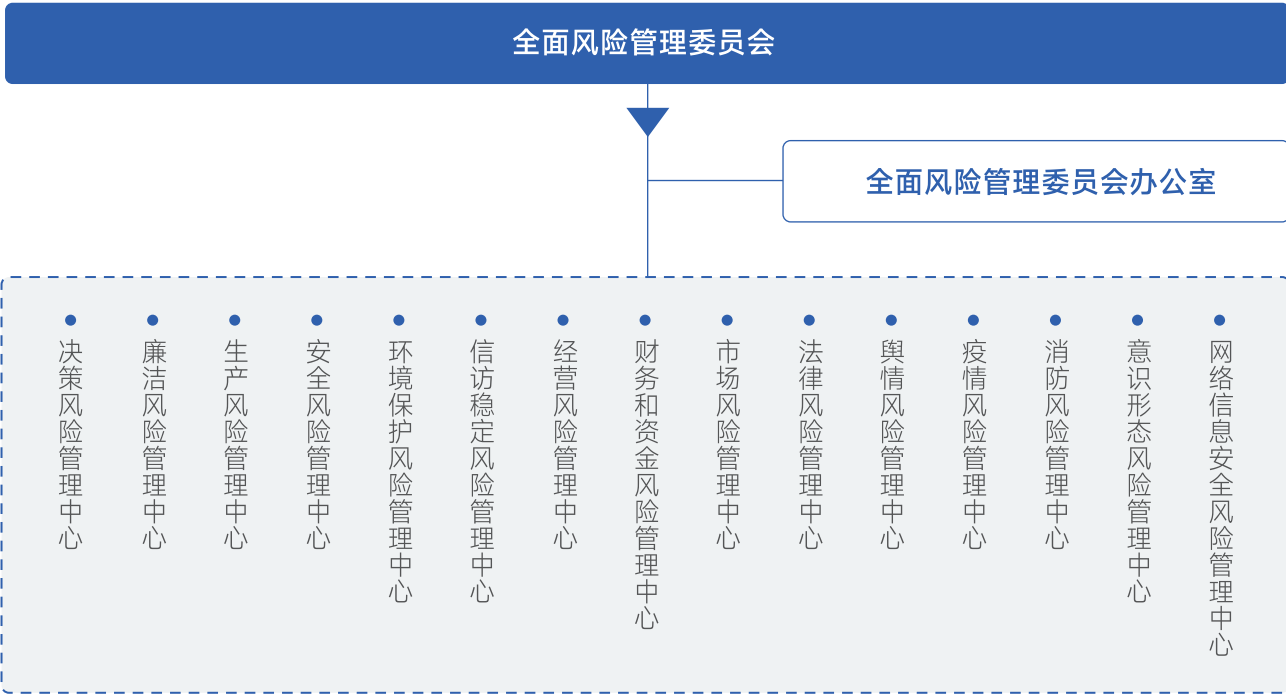 全面风险管理委员会
全面风险管理委员会办公室
决策风险管理中心
廉洁风险管理中心
生产风险管理中心
安全风险管理中心
环境保护风险管理中心
信访稳定风险管理中心
经营风险管理中心
财务和资金风险管理中心
市场风险管理中心
法律风险管理中心
舆情风险管理中心
疫情风险管理中心
消防风险管理中心
意识形态风险管理中心
网络信息安全风险管理中心